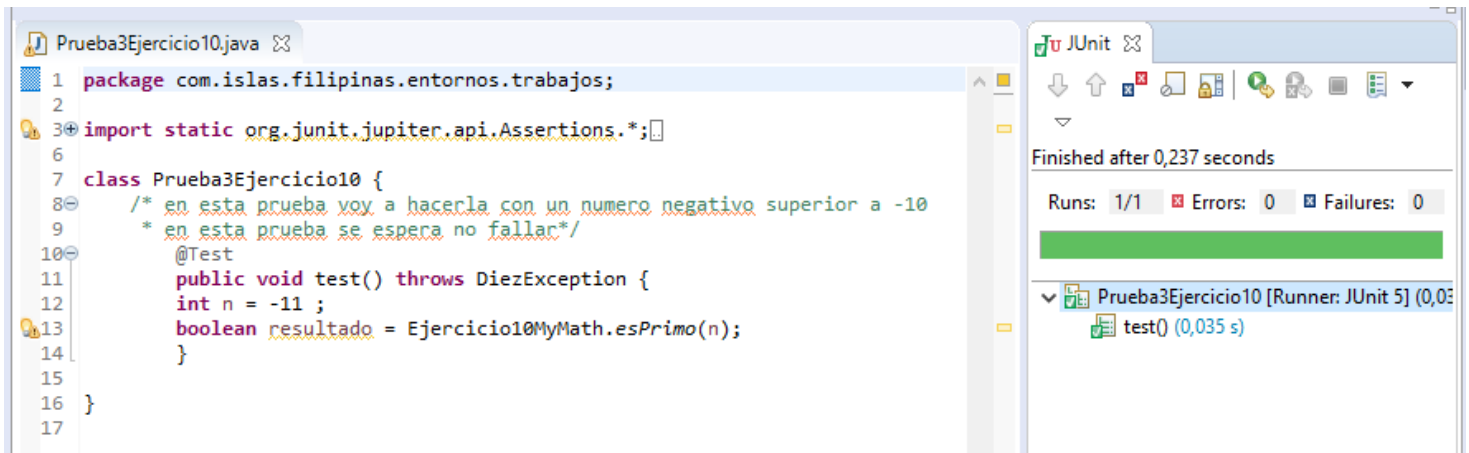 Prueba3Ejercicio10.java
1 package com.islas.filipinas.entornos.trabajos;
2
3 import static org.junit.jupiter.api.Assertions.*;
6
7 class Prueba3Ejercicio10 {
8 /* en esta prueba voy a hacerla con un numero negativo superior a -10
9 * en esta prueba se espera no fallar*/
10 @Test
11 public void test() throws DiezException {
12 int n = -11 ;
13 boolean resultado = Ejercicio10MyMath.esPrimo(n);
14 }
15
16 }
17
JUnit
Finished after 0,237 seconds
Runs: 1/1 Errors: 0 Failures: 0
Prueba3Ejercicio10 [Runner: JUnit 5] (0,03
test() (0,035 s)